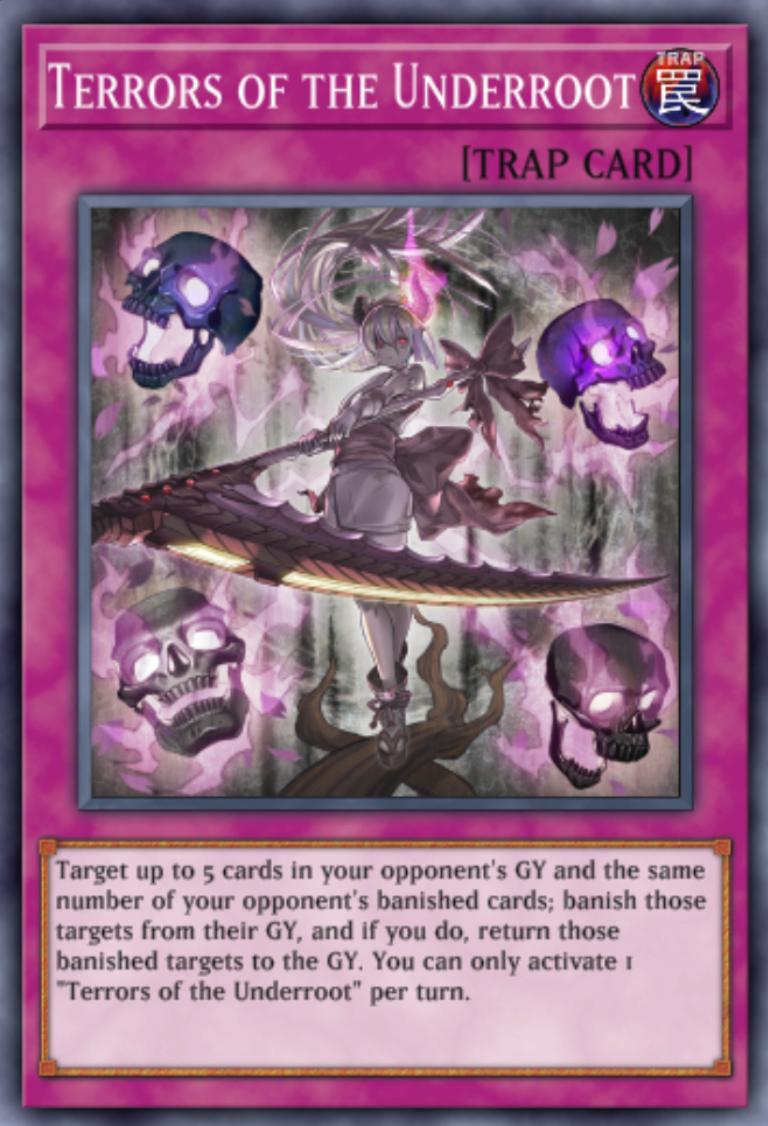 TERRORS OF THE UNDERROOT
TRAP
罠
[TRAP CARD]
Target up to 5 cards in your opponent's GY and the same
number of your opponent's banished cards; banish those
targets from their GY, and if you do, return those
banished targets to the GY. You can only activate 1
"Terrors of the Underroot" per turn.